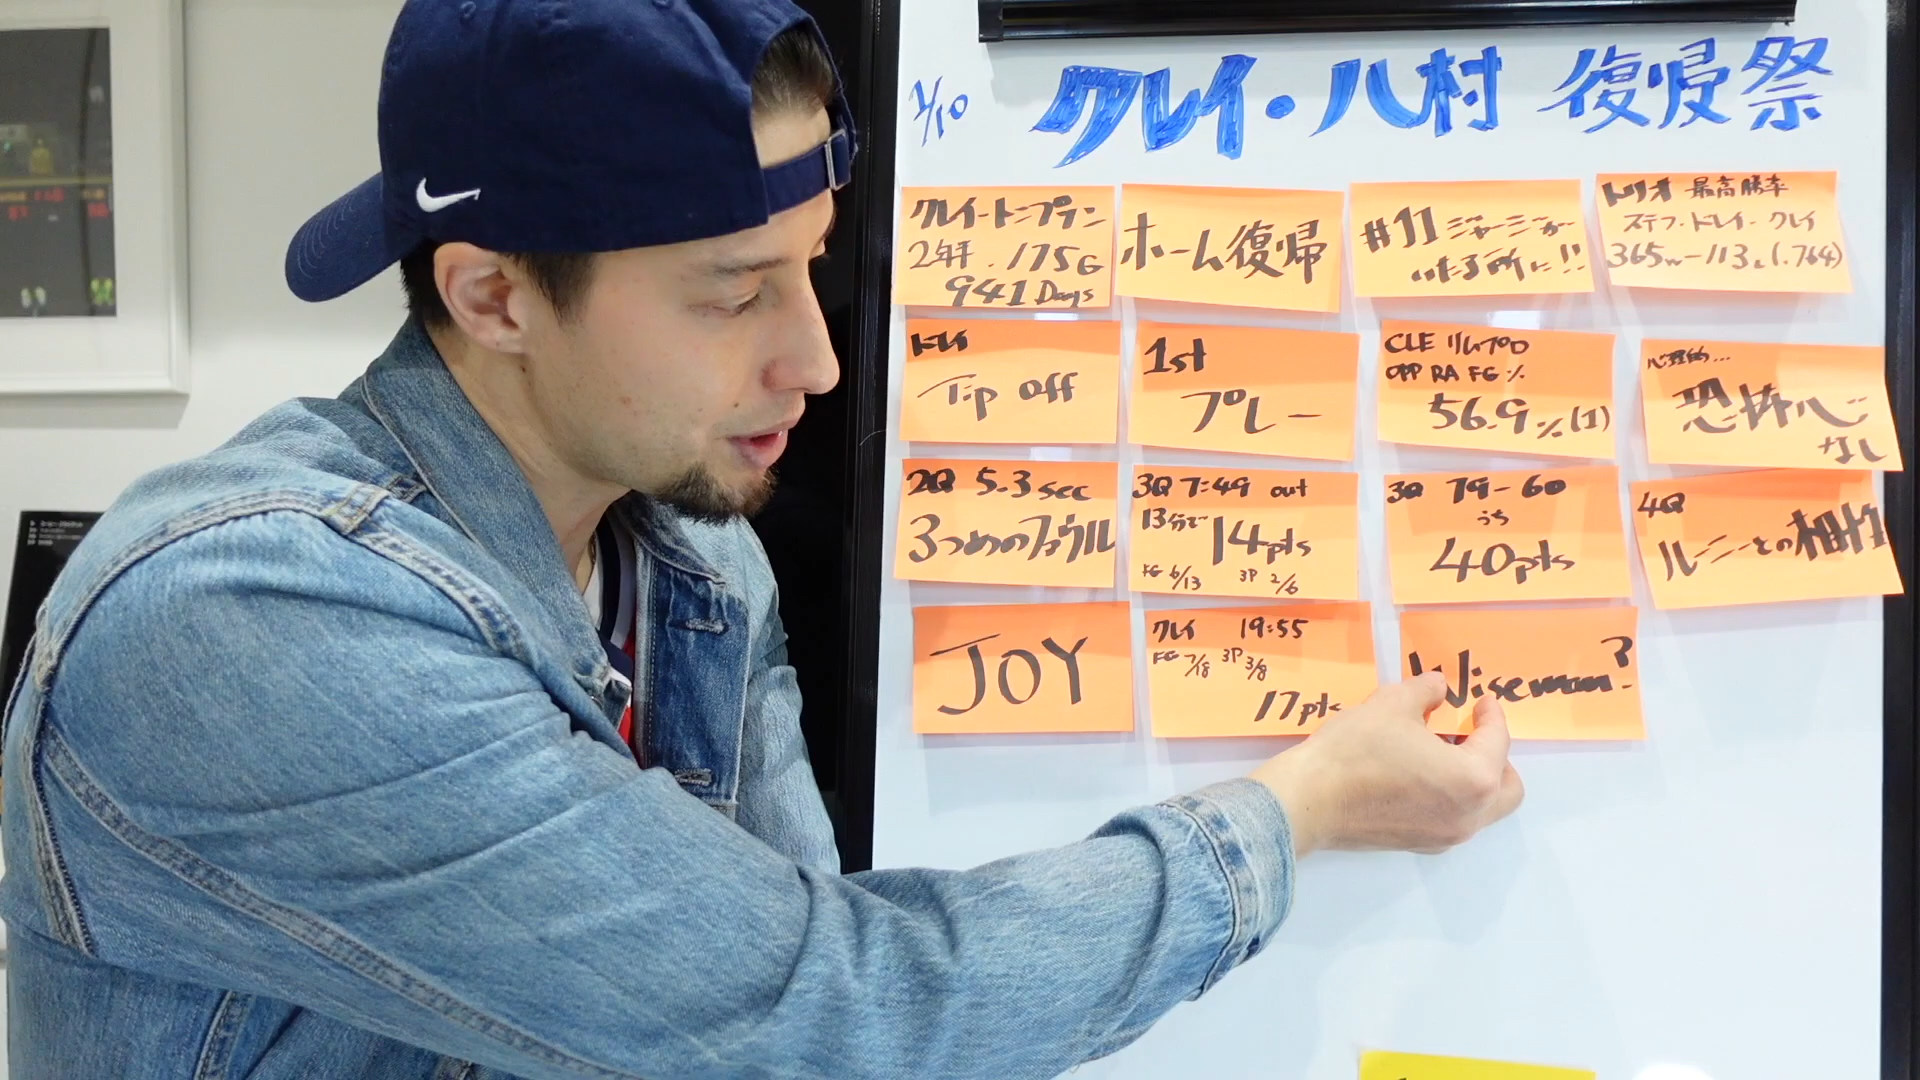 1/10 クレイ・八村 復帰祭
クレイ・トンプソン
2年半.175G
941 Days
ホーム復帰
#11 ジャージが
いたる所に!!
トリオ 最高勝率
ステフ・ドレイ・クレイ
365w-113L(.764)
ドレイ
Tip Off
1st
プレー
CLE リムプロ
OPP RA FG %
56.9%(1)
心理的…
恐怖心
なし
2Q 5.3sec
3つめのファウル
3Q 7:49 out
13分で 14pts
FG 6/13 3P 2/6
3Q 79-60
うち
40pts
4Q
ルーニーとの相性
JOY
クレイ 19:55
FG 7/18 3P 3/8
17pts
Wiseman?